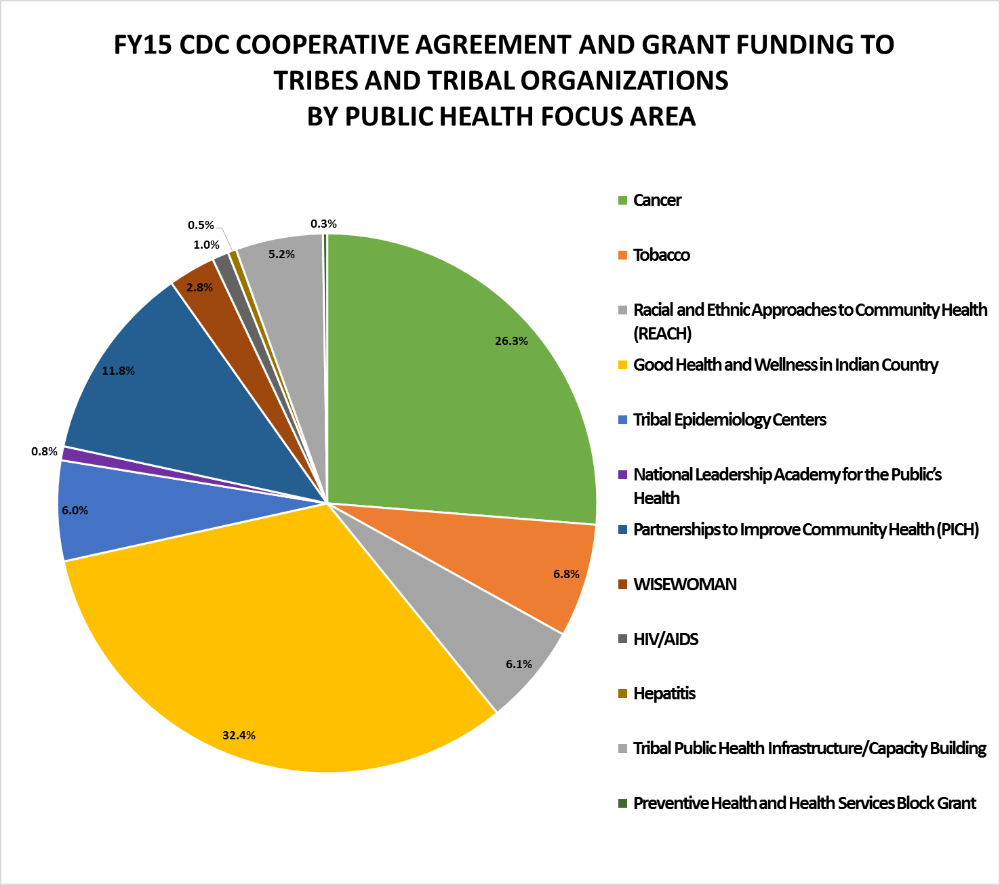 FY15 CDC COOPERATIVE AGREEMENT AND GRANT FUNDING TO
TRIBES AND TRIBAL ORGANIZATIONS
BY PUBLIC HEALTH FOCUS AREA
0.5%
0.3%
1.0%
5.2%
2.8%
26.3%
11.8%
0.8%
6.0%
6.8%
6.1%
32.4%
Cancer
Tobacco
Racial and Ethnic Approaches to Community Health
(REACH)
Good Health and Wellness in Indian Country
Tribal Epidemiology Centers
National Leadership Academy for the Public’s
Health
Partnerships to Improve Community Health (PICH)
WISEWOMAN
HIV/AIDS
Hepatitis
Tribal Public Health Infrastructure/Capacity Building
Preventive Health and Health Services Block Grant